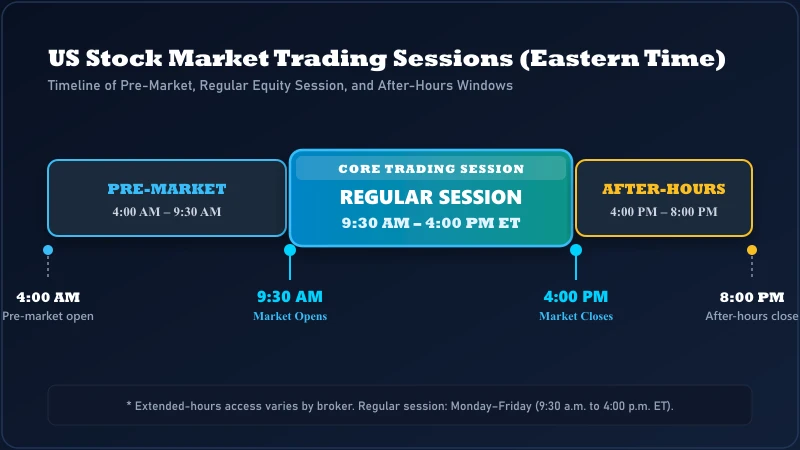 US Stock Market Trading Sessions (Eastern Time)
Timeline of Pre-Market, Regular Equity Session, and After-Hours Windows
PRE-MARKET
4:00 AM – 9:30 AM
CORE TRADING SESSION
REGULAR SESSION
9:30 AM – 4:00 PM ET
AFTER-HOURS
4:00 PM – 8:00 PM
4:00 AM
Pre-market open
9:30 AM
Market Opens
4:00 PM
Market Closes
8:00 PM
After-hours close
* Extended-hours access varies by broker. Regular session: Monday–Friday (9:30 a.m. to 4:00 p.m. ET).